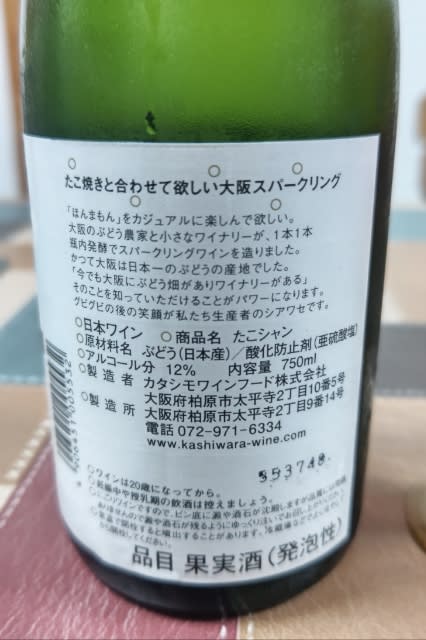 たこ焼きと合わせて欲しい大阪スパークリング
「ほんまもん」をカジュアルに楽しんで欲しい。
大阪のぶどう農家と小さなワイナリーが、1本1本
瓶内発酵でスパークリングワインを造りました。
かつて大阪は日本一のぶどうの産地でした。
「今でも大阪にぶどう畑がありワイナリーがある」
そのことを知っていただけることがパワーになります。
グビグビの後の笑顔が私たち生産者のシアワセです。
○日本ワイン ○商品名 たこシャン
○原材料名 ぶどう(日本産)/酸化防止剤(亜硫酸塩)
○アルコール分 12% 内容量 750ml
○製造者 カタシモワインフード株式会社
大阪府柏原市太平寺2丁目10番5号
○製造所 大阪府柏原市太平寺2丁目9番14号
電話 072-971-6334
www.kashiwara-wine.com
353748.
○ワインは20歳になってから。
○妊娠中や授乳期の飲酒は控えましょう。
品目 果実酒(発泡性)